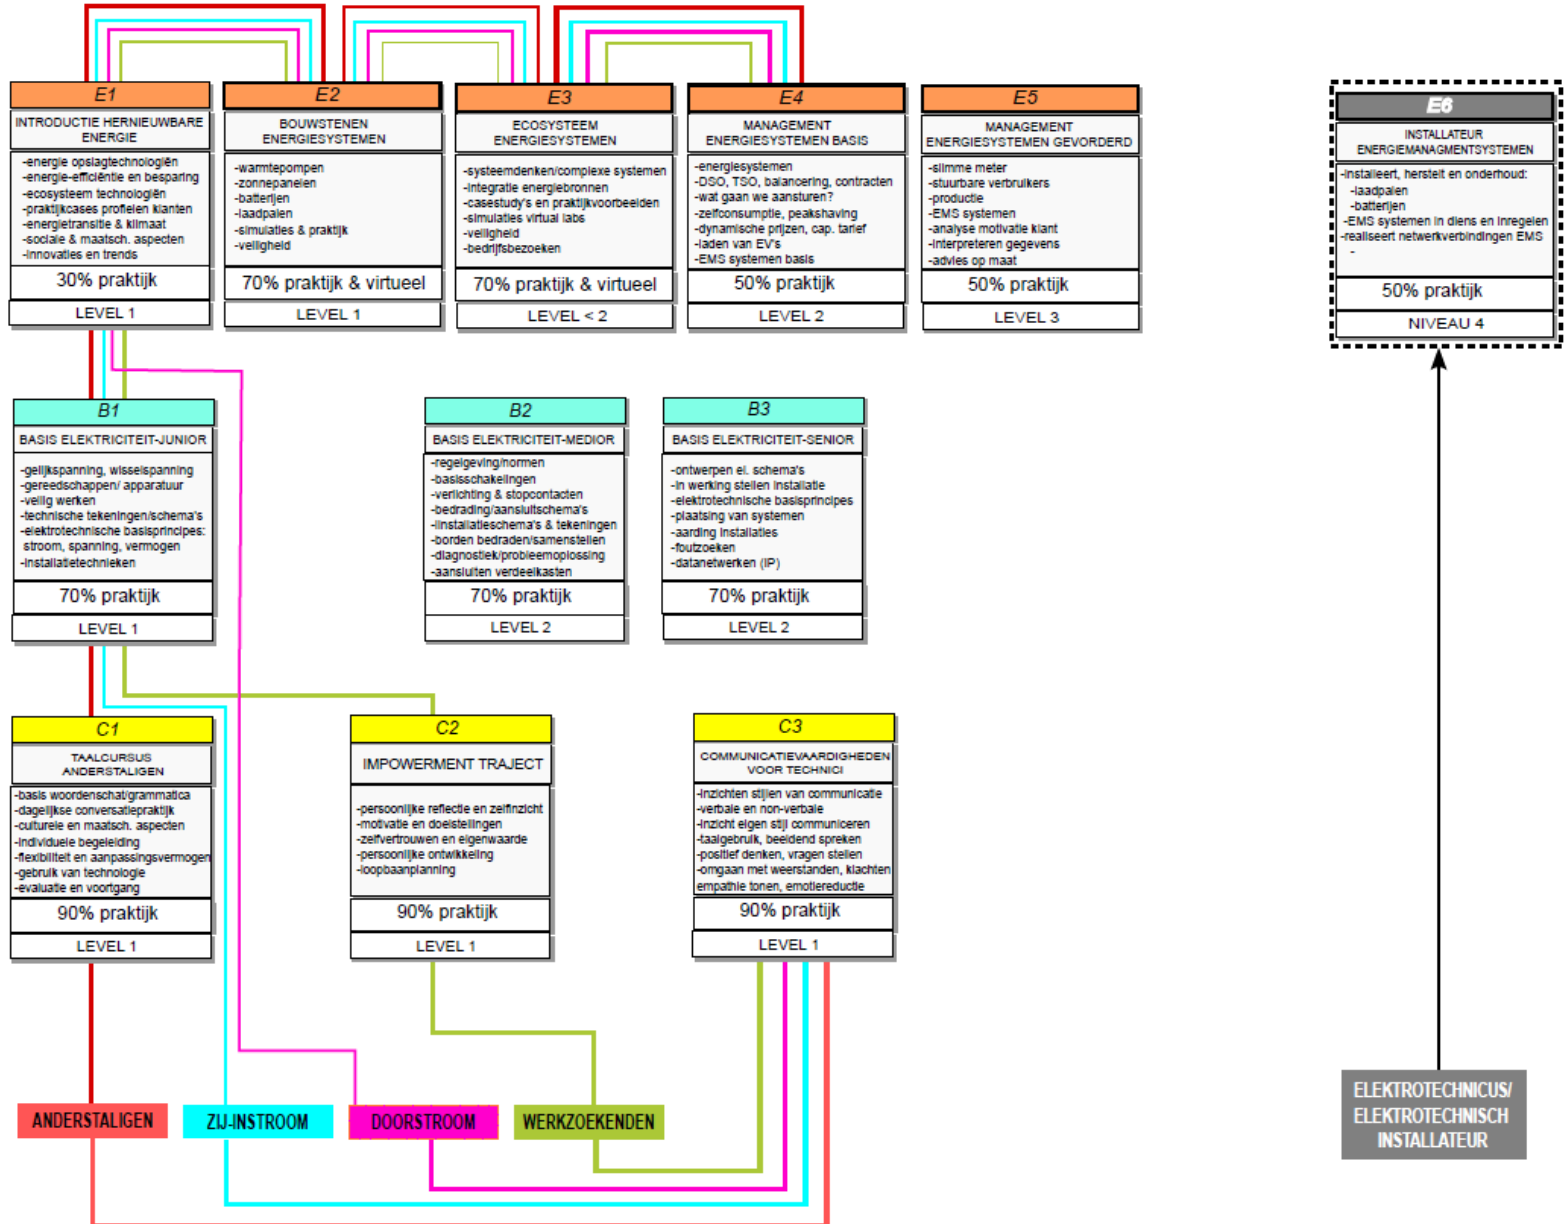 E1
INTRODUCTIE HERNIEUWBARE
ENERGIE
-energie opslagtechnologiën
-energie-efficiëntie en besparing
-ecosysteem technologiën
-praktijkcases profielen klanten
-energietransitie & klimaat
-sociale & maatsch. aspecten
-innovaties en trends
30% praktijk
LEVEL 1
E2
BOUWSTENEN
ENERGIESYSTEMEN
-warmtepompen
-zonnepanelen
-batterijen
-laadpalen
-simulaties & praktijk
-veiligheid
70% praktijk & virtueel
LEVEL 1
E3
ECOSYSTEEM
ENERGIESYSTEMEN
-systeemdenken/complexe systemen
-integratie energiebronnen
-casestudy's en praktijkvoorbeelden
-simulaties virtual labs
-veiligheid
-bedrijfsbezoeken
70% praktijk & virtueel
LEVEL < 2
E4
MANAGEMENT
ENERGIESYSTEMEN BASIS
-energiesystemen
-DSO, TSO, balancering, contracten
-wat gaan we aansturen?
-zelfconsumptie, peakshaving
-dynamische prijzen, cap. tarief
-laden van EV's
-EMS systemen basis
50% praktijk
LEVEL 2
E5
MANAGEMENT
ENERGIESYSTEMEN GEVORDERD
-slimme meter
-stuurbare verbruikers
-productie
-EMS systemen
-analyse motivatie klant
-interpreteren gegevens
-advies op maat
50% praktijk
LEVEL 3
E6
INSTALLATEUR
ENERGIEMANAGMENTSYSTEMEN
-installeert, herstelt en onderhoud:
-laadpalen
-batterijen
-EMS systemen in diens en inregelen
-realiseert netwerkverbindingen EMS
-
50% praktijk
NIVEAU 4
B1
BASIS ELEKTRICITEIT-JUNIOR
-gelijkspanning, wisselspanning
-gereedschappen/ apparatuur
-veilig werken
-technische tekeningen/schema's
-elektrotechnische basisprincipes:
stroom, spanning, vermogen
-installatietechnieken
70% praktijk
LEVEL 1
B2
BASIS ELEKTRICITEIT-MEDIOR
-regelgeving/normen
-basisschakelingen
-verlichting & stopcontacten
-bedrading/aansluitschema's
-iinstallatieschema's & tekeningen
-borden bedraden/samenstellen
-diagnostiek/probleemoplossing
-aansluiten verdeelkasten
70% praktijk
LEVEL 2
B3
BASIS ELEKTRICITEIT-SENIOR
-ontwerpen el. schema's
-in werking stellen installatie
-elektrotechnische basisprincipes
-plaatsing van systemen
-aarding installaties
-foutzoeken
-datanetwerken (IP)
70% praktijk
LEVEL 2
C1
TAALCURSUS
ANDERSTALIGEN
-basis woordenschat/grammatica
-dagelijkse conversatiepraktijk
-culturele en maatsch. aspecten
-individuele begeleiding
-flexibiliteit en aanpassingsvermogen
-gebruik van technologie
-evaluatie en voortgang
90% praktijk
LEVEL 1
C2
IMPOWERMENT TRAJECT
-persoonlijke reflectie en zelfinzicht
-motivatie en doelstellingen
-zelfvertrouwen en eigenwaarde
-persoonlijke ontwikkeling
-loopbaanplanning
90% praktijk
LEVEL 1
C3
COMMUNICATIEVAARDIGHEDEN
VOOR TECHNICI
-inzichten stijlen van communicatie
-verbale en non-verbale
-inzicht eigen stijl communiceren
-taalgebruik, beeldend spreken
-positief denken, vragen stellen
-omgaan met weerstanden, klachten
empathie tonen, emotiereductie
90% praktijk
LEVEL 1
ANDERSTALIGEN
ZIJ-INSTROOM
DOORSTROOM
WERKZOEKENDEN
ELEKTROTECHNICUS/
ELEKTROTECHNISCH
INSTALLATEUR